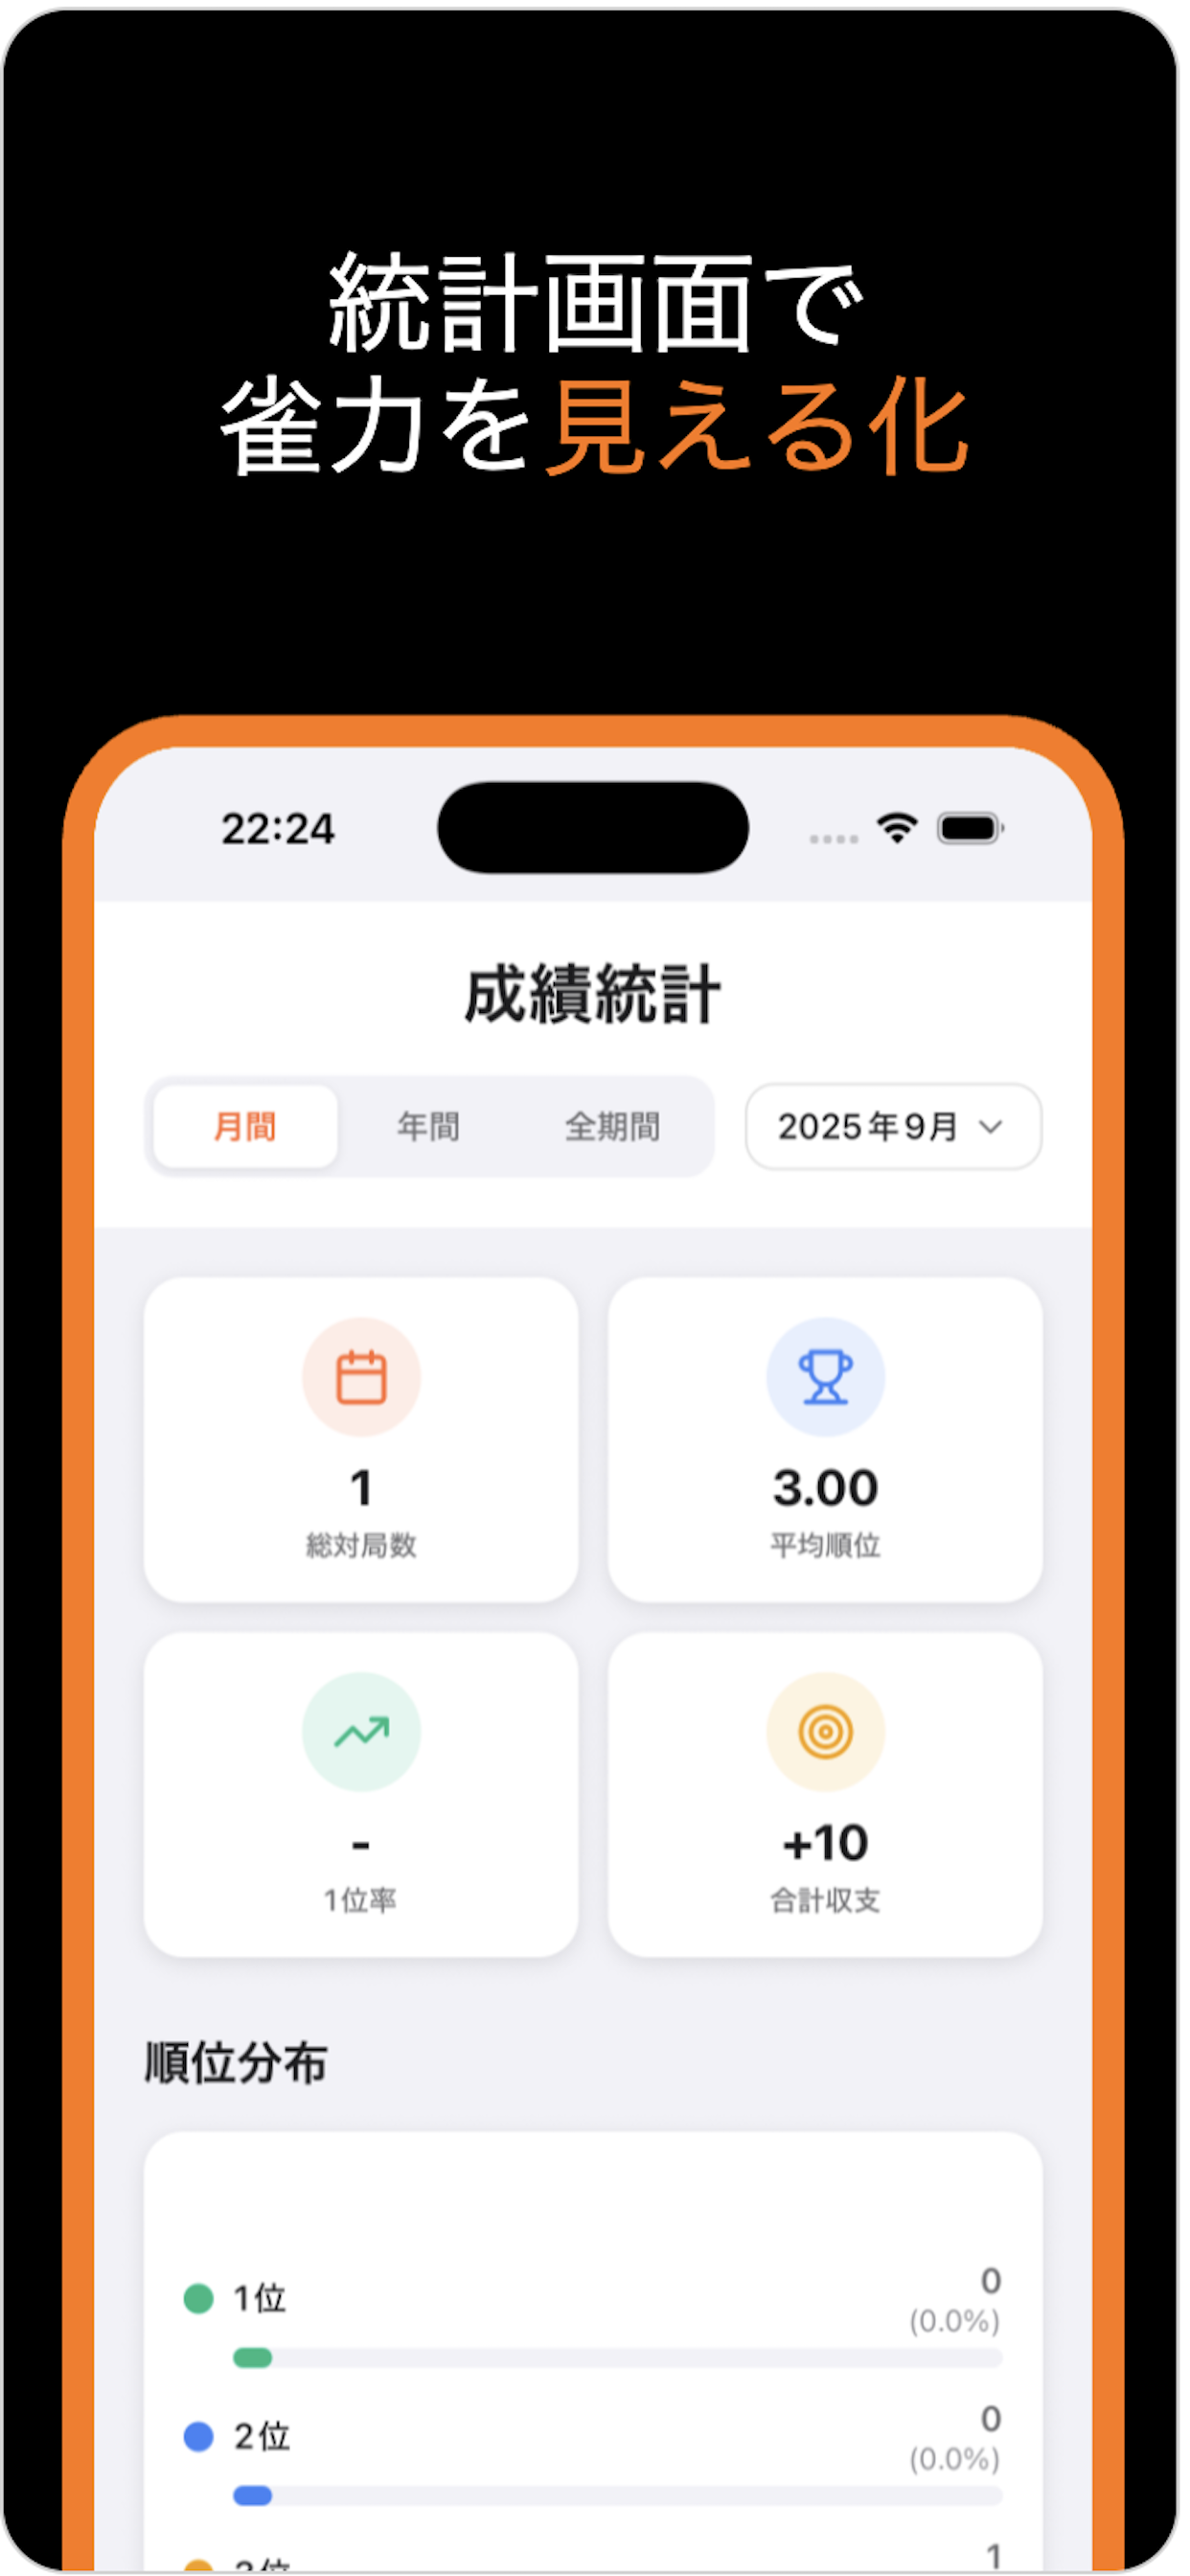 統計画面で
雀力を見える化
22:24
成績統計
月間 年間 全期間 2025年9月
1 3.00
総対局数 平均順位
- +10
1位率 合計収支
順位分布
0
1位
(0.0%)
0
2位
(0.0%)
1
3位